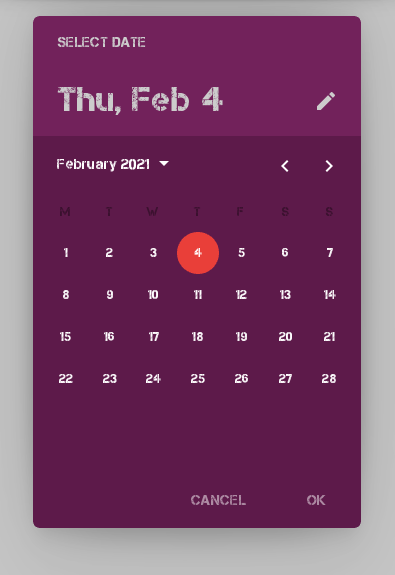 SELECT DATE
Thu, Feb 4
February 2021
M T W T F S S
1 2 3 4 5 6 7
8 9 10 11 12 13 14
15 16 17 18 19 20 21
22 23 24 25 26 27 28
CANCEL OK